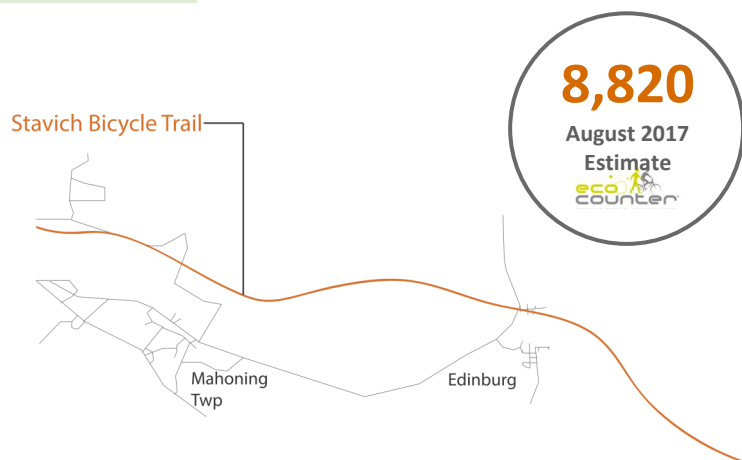 8,820
August 2017
Estimate
eco
counter
Stavich Bicycle Trail
Mahoning
Twp
Edinburg